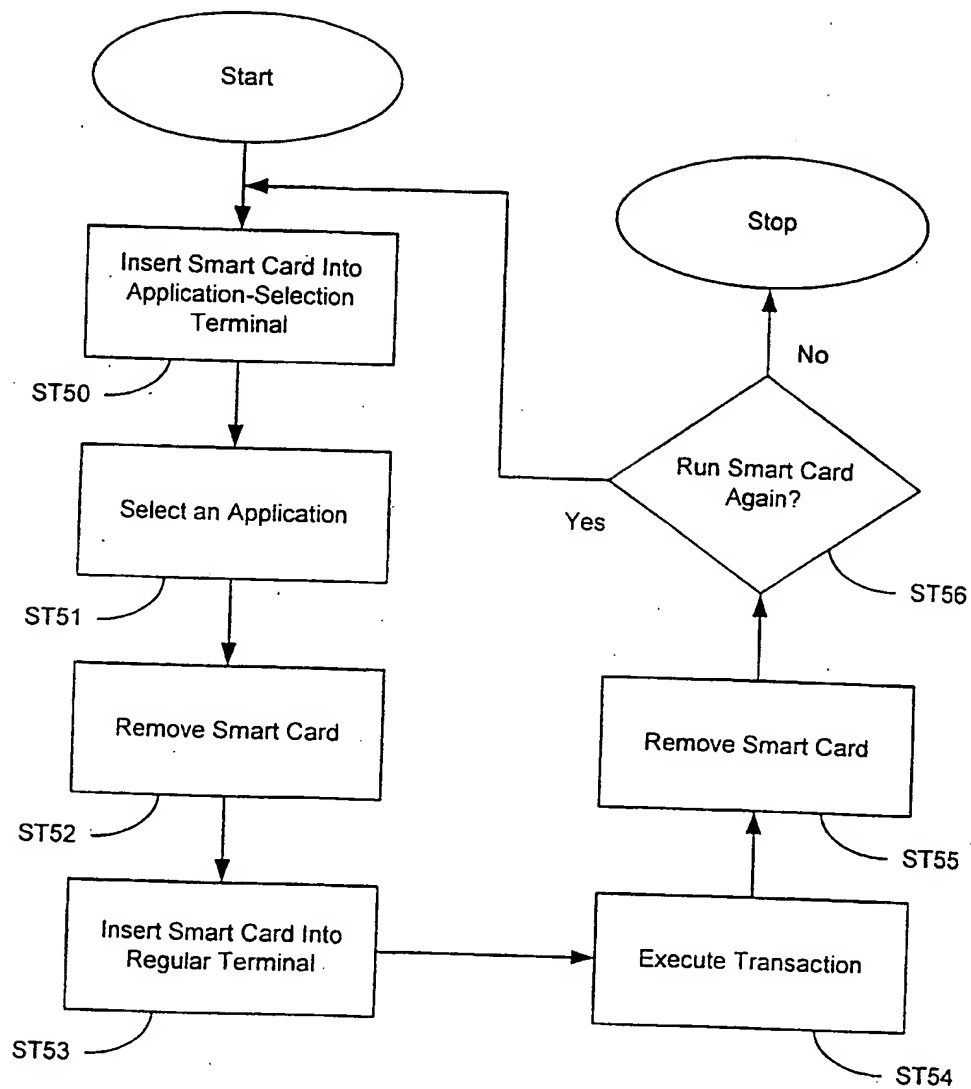 Start
Insert Smart Card Into
Application-Selection
Terminal
ST50
Select an Application
ST51
Remove Smart Card
ST52
Insert Smart Card Into
Regular Terminal
ST53
Execute Transaction
ST54
Remove Smart Card
ST55
Run Smart Card
Again?
ST56
Yes
No
Stop